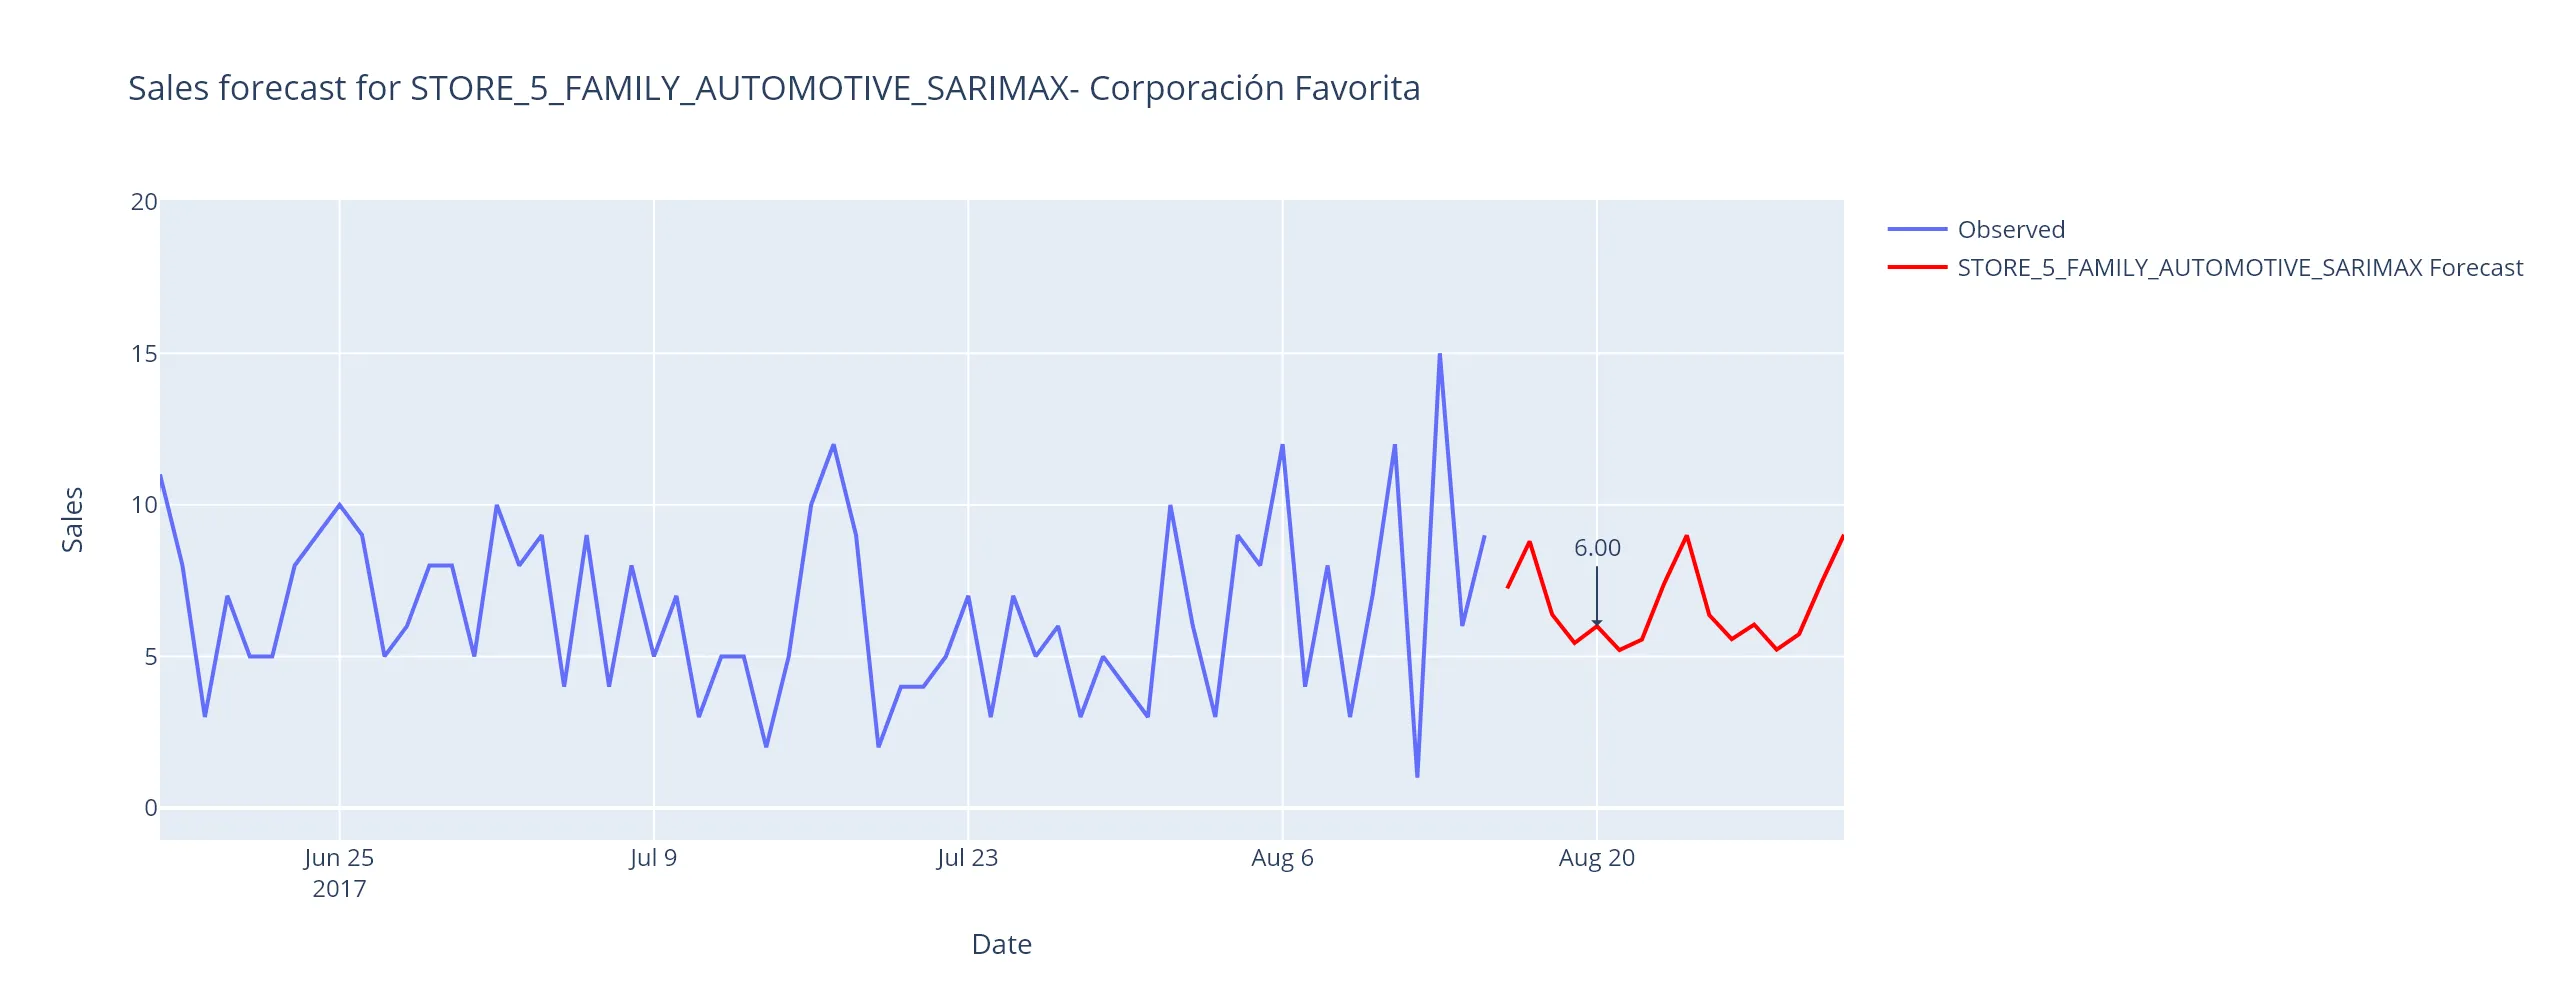 Sales forecast for STORE_5_FAMILY_AUTOMOTIVE_SARIMAX- Corporación Favorita
Observed
STORE_5_FAMILY_AUTOMOTIVE_SARIMAX Forecast
20
15
10
5
0
Sales
6.00
Jun 25
2017
Jul 9
Jul 23
Aug 6
Aug 20
Date